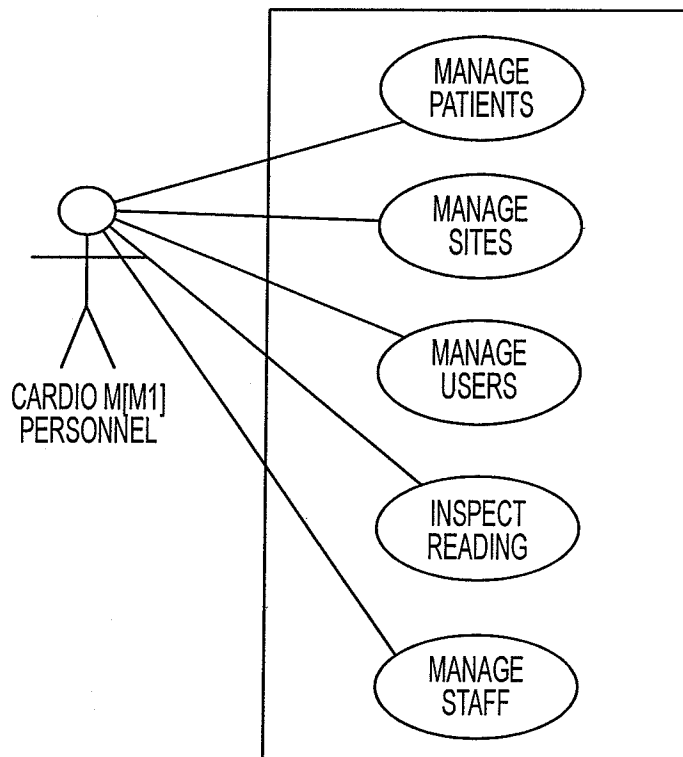 MANAGE
PATIENTS
MANAGE
SITES
MANAGE
USERS
CARDIO M[M1]
PERSONNEL
INSPECT
READING
MANAGE
STAFF